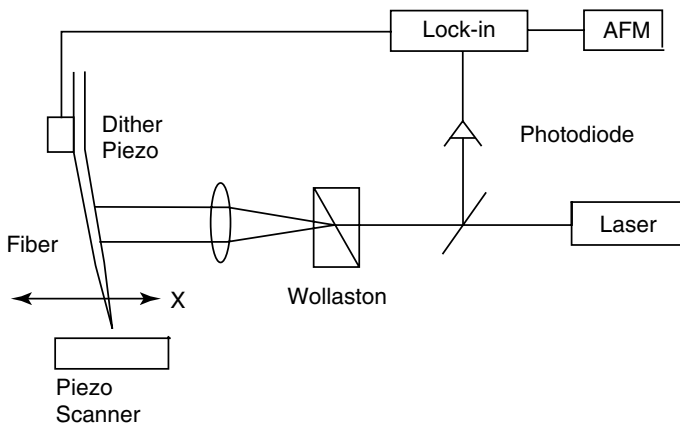 Lock-in
AFM
Dither
Piezo
Photodiode
Laser
Fiber
Wollaston
X
Piezo
Scanner